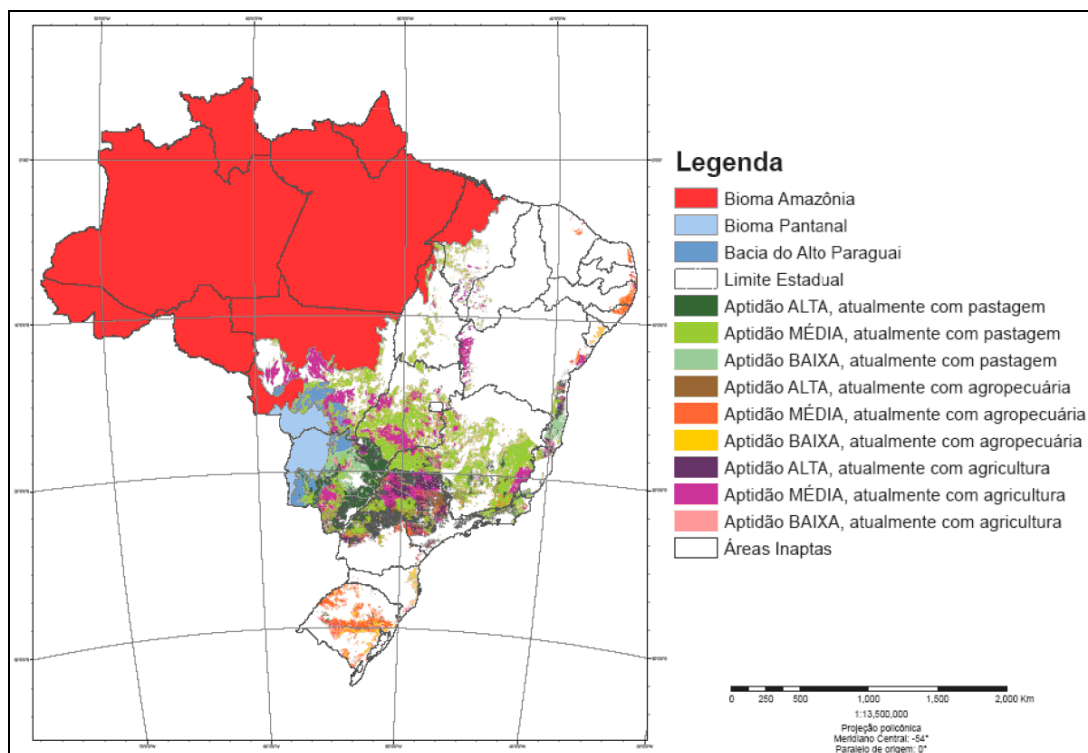 Legenda
Bioma Amazônia
Bioma Pantanal
Bacia do Alto Paraguai
Limite Estadual
Aptidão ALTA, atualmente com pastagem
Aptidão MÉDIA, atualmente com pastagem
Aptidão BAIXA, atualmente com pastagem
Aptidão ALTA, atualmente com agropecuária
Aptidão MÉDIA, atualmente com agropecuária
Aptidão BAIXA, atualmente com agropecuária
Aptidão ALTA, atualmente com agricultura
Aptidão MÉDIA, atualmente com agricultura
Aptidão BAIXA, atualmente com agricultura
Áreas Inaptas
0 250 500 1,000 1,500 2,000 Km
1:13,500,000
Projeção policónica
Meridiano Central: -54°
Paralelo de origem: 0°